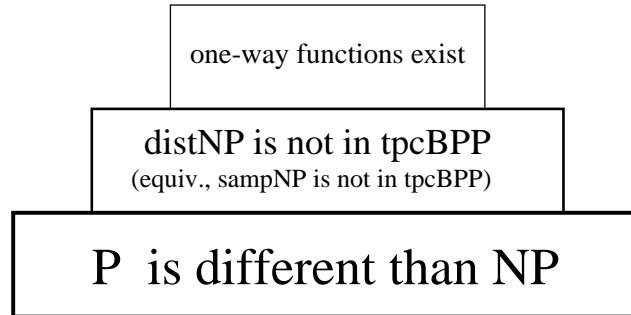 one-way functions exist
distNP is not in tpcBPP
(equiv., sampNP is not in tpcBPP)
P is different than NP